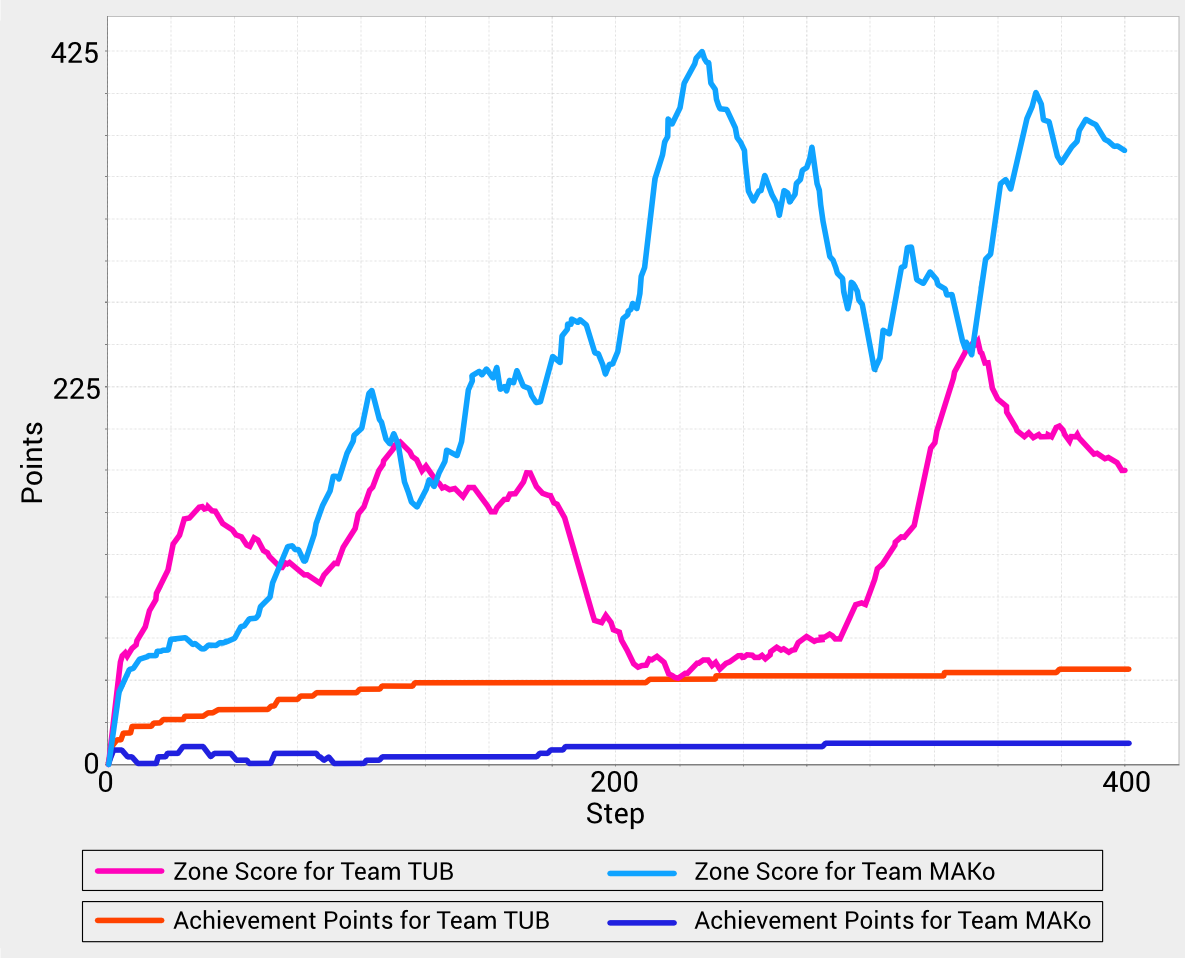 425
225
Points
0
0
200
400
Step
Zone Score for Team TUB
Zone Score for Team MAKo
Achievement Points for Team TUB
Achievement Points for Team MAKo